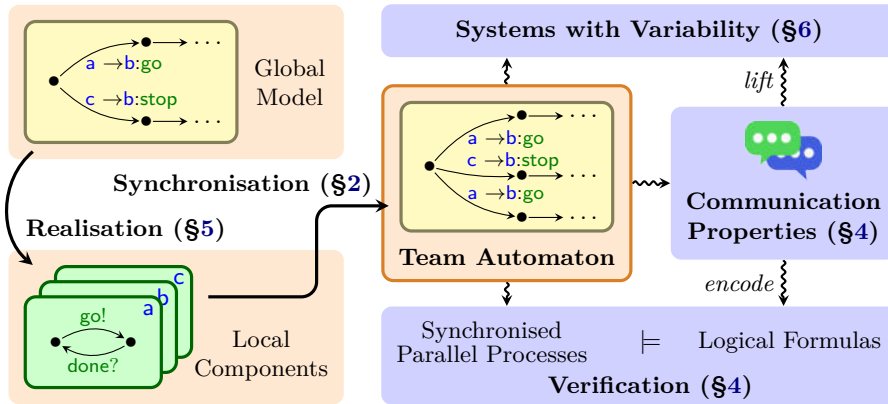 a →b:go
c →b:stop
· · ·
· · ·
Global
Model
Synchronisation (§2)
Realisation (§5)
a
b
c
go!
done?
Local
Components
Systems with Variability (§6)
a →b:go
c →b:stop
a →b:go
· · ·
· · ·
· · ·
Team Automaton
lift
Communication
Properties (§4)
encode
Synchronised
Parallel Processes
⊨
Logical Formulas
Verification (§4)